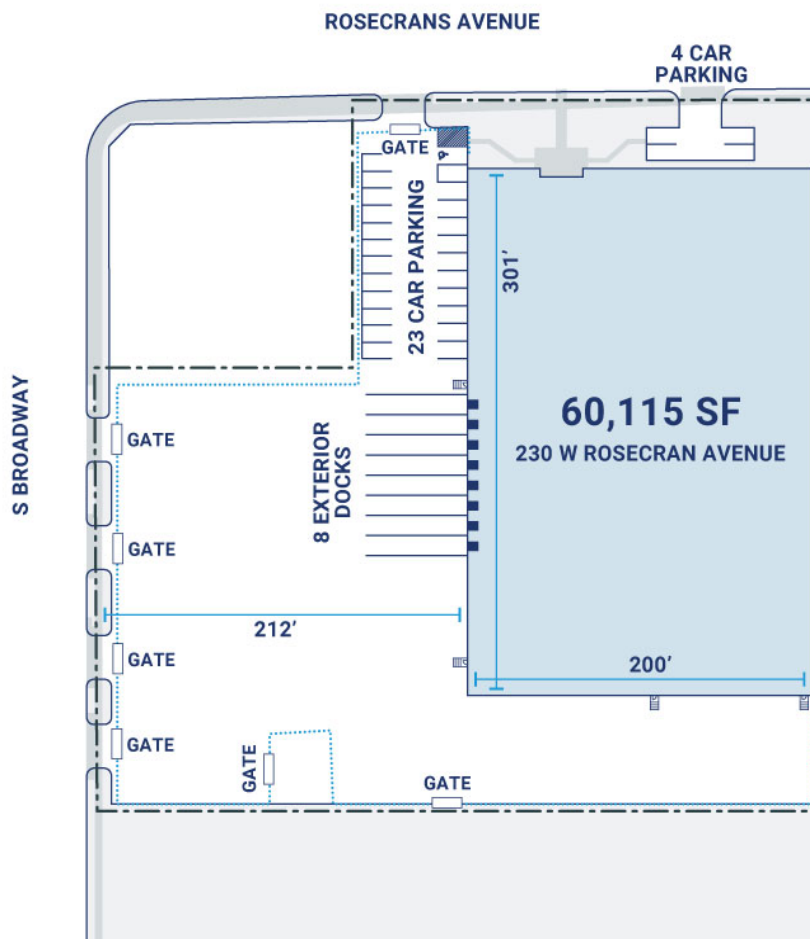 ROSECRANS AVENUE
4 CAR
PARKING
GATE
23 CAR PARKING
301’
60,115 SF
230 W ROSECRAN AVENUE
S BROADWAY
GATE
8 EXTERIOR
DOCKS
GATE
212’
GATE
200’
GATE
GATE
GATE